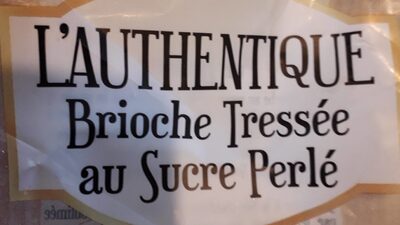 L'AUTHENTIQUE
Brioche Tressée
au Sucre Perlé